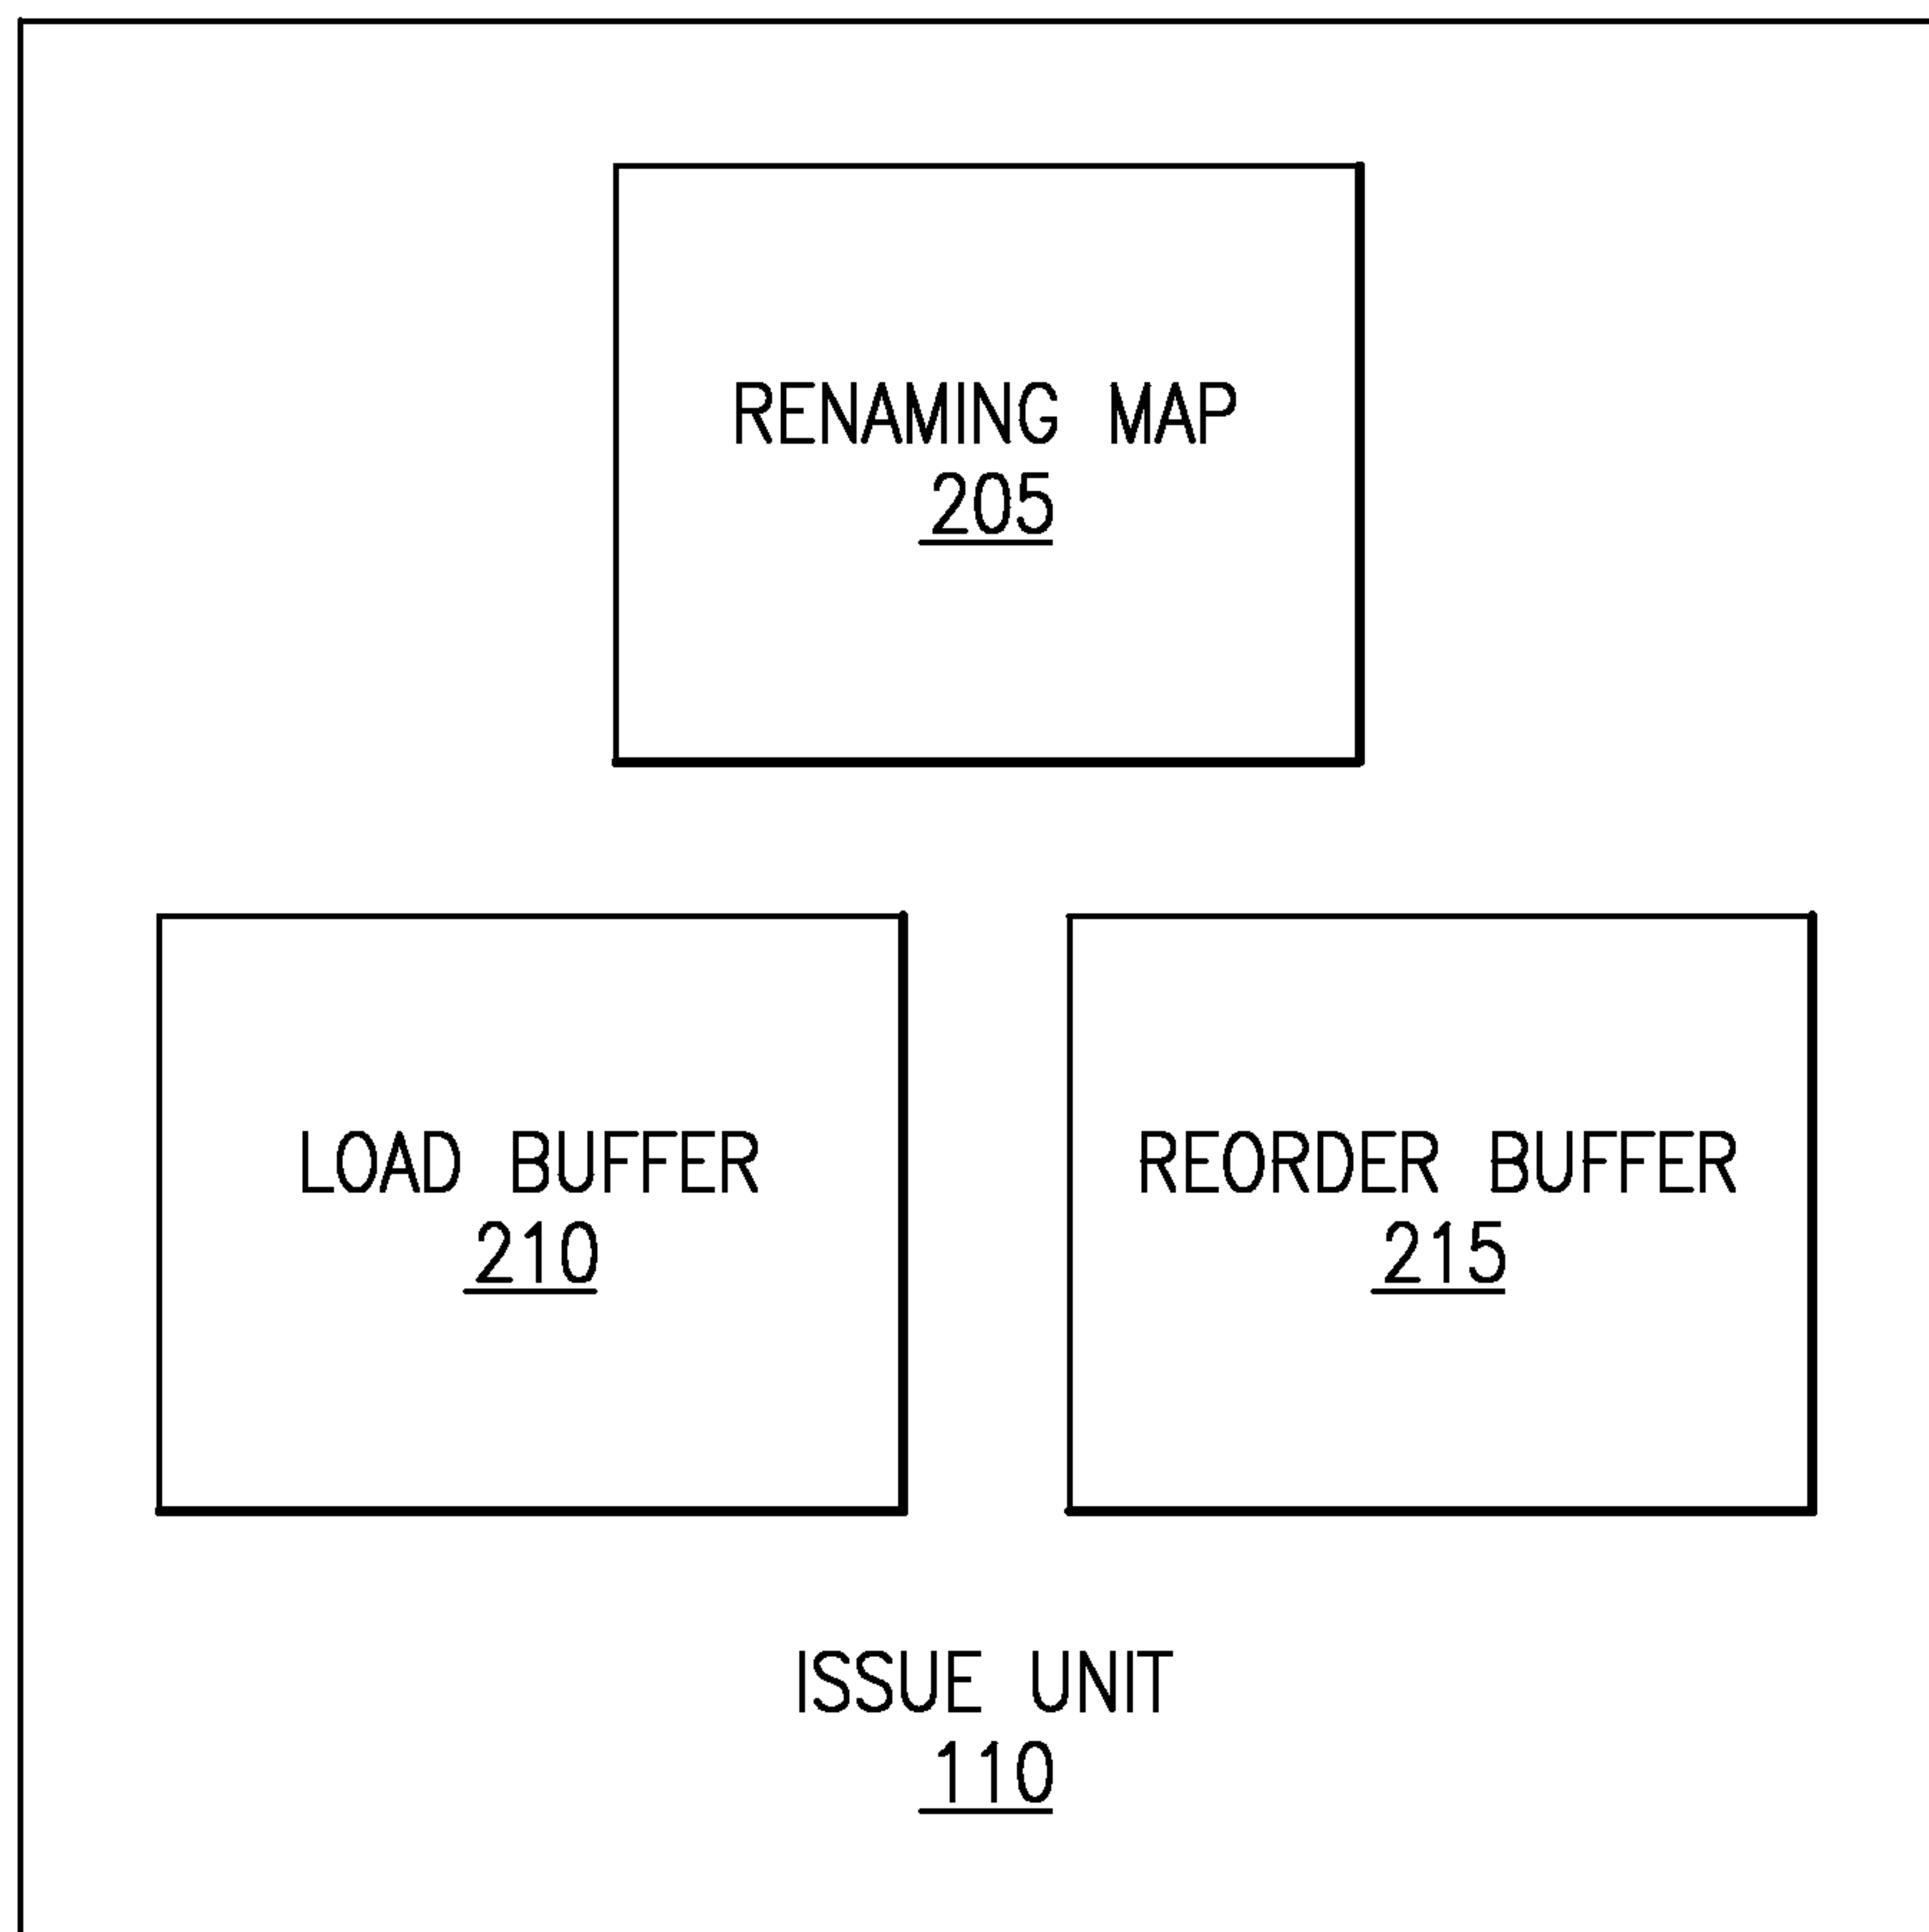 RENAMING MAP
205
LOAD BUFFER
210
REORDER BUFFER
215
ISSUE UNIT
110